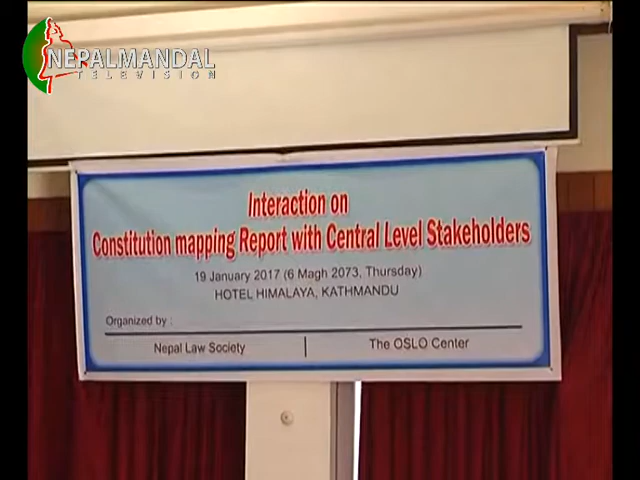 NEPALMANDAL
TELEVISION
Interaction on
Constitution mapping Report with Central Level Stakeholders
19 January 2017 (6 Magh 2073, Thursday)
HOTEL HIMALAYA, KATHMANDU
Organized by :
Nepal Law Society | The OSLO Center